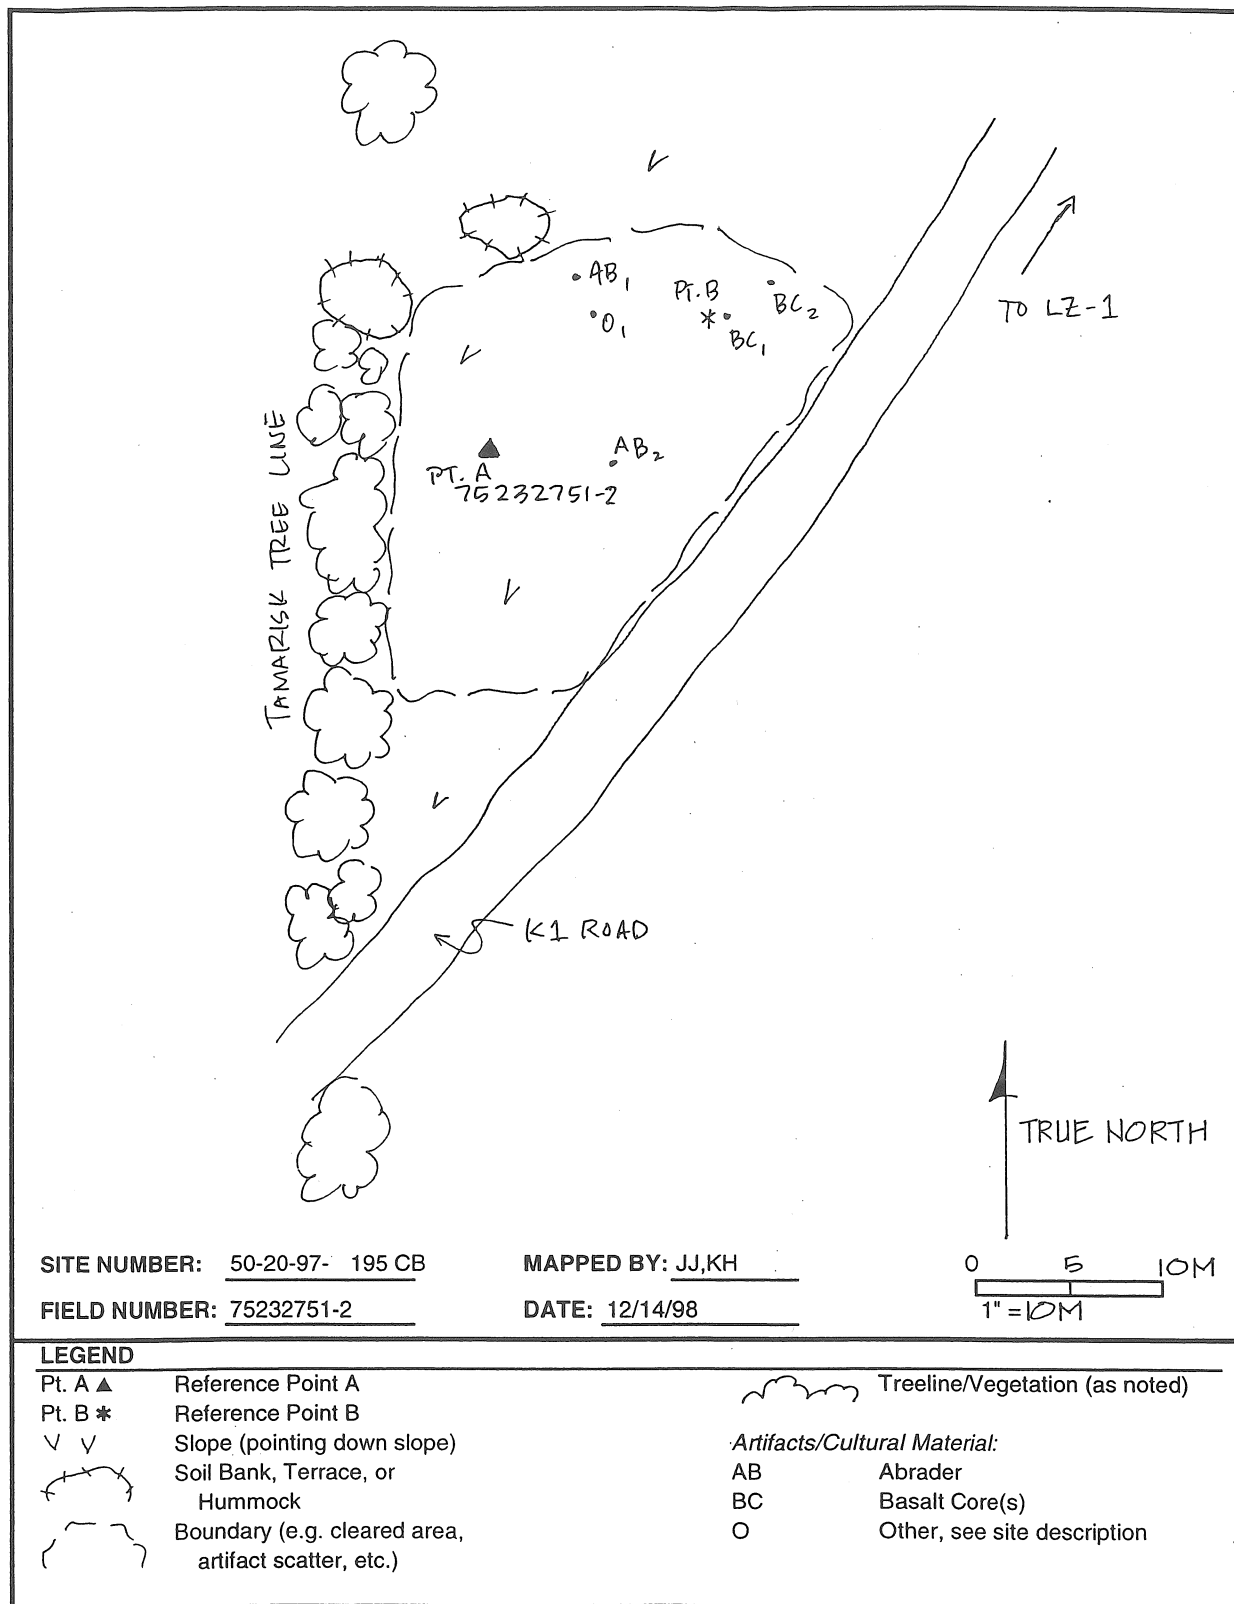 AB₁
O₁
Pt. B
*
BC₁
BC₂
TO LZ-1
TAMARISK TREE LINE
AB₂
PT. A
75232751-2
K1 ROAD
TRUE NORTH
SITE NUMBER: 50-20-97- 195 CB
MAPPED BY: JJ,KH
FIELD NUMBER: 75232751-2
DATE: 12/14/98
0 5 10M
1" = 10M
LEGEND
Pt. A ▲ Reference Point A
Pt. B * Reference Point B
V V Slope (pointing down slope)
Soil Bank, Terrace, or
Hummock
Boundary (e.g. cleared area,
artifact scatter, etc.)
Treeline/Vegetation (as noted)
Artifacts/Cultural Material:
AB Abrader
BC Basalt Core(s)
O Other, see site description